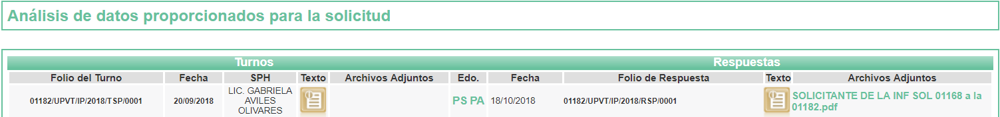 Análisis de datos proporcionados para la solicitud
Turnos Respuestas
Folio del Turno Fecha SPH Texto Archivos Adjuntos Edo. Fecha Folio de Respuesta Texto Archivos Adjuntos
01182/UPVT/IP/2018/TSP/0001 20/09/2018 LIC. GABRIELA
AVILES
OLIVARES
PS PA 18/10/2018 01182/UPVT/IP/2018/RSP/0001 SOLICITANTE DE LA INF SOL 01168 a la
01182.pdf